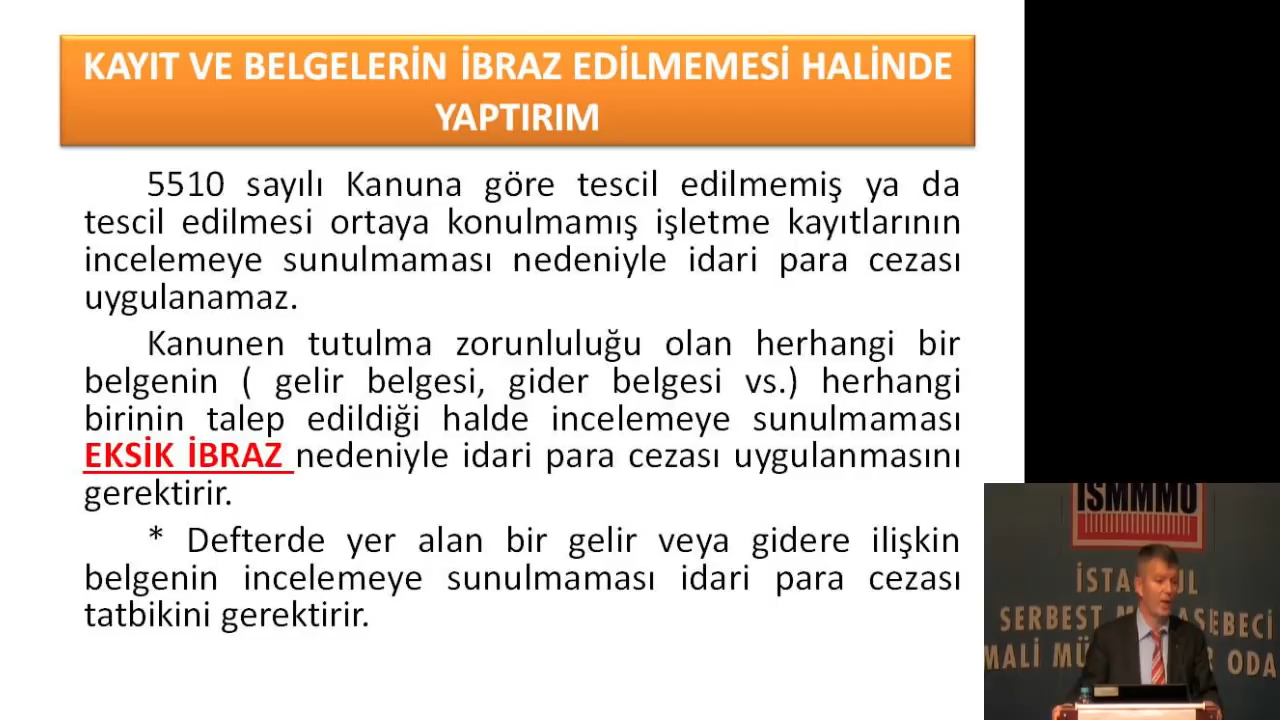 KAYIT VE BELGELERİN İBRAZ EDİLMEMESİ HALİNDE
YAPTIRIM
5510 sayılı Kanuna göre tescil edilmemiş ya da
tescil edilmesi ortaya konulmamış işletme kayıtlarının
incelemeye sunulmaması nedeniyle idari para cezası
uygulanamaz.
Kanunen tutulma zorunluluğu olan herhangi bir
belgenin ( gelir belgesi, gider belgesi vs.) herhangi
birinin talep edildiği halde incelemeye sunulmaması
EKSİK İBRAZ nedeniyle idari para cezası uygulanmasını
gerektirir.
* Defterde yer alan bir gelir veya gidere ilişkin
belgenin incelemeye sunulmaması idari para cezası
tatbikini gerektirir.
ISMMMO
İSTANBUL
SERBEST
MALİ
ODA